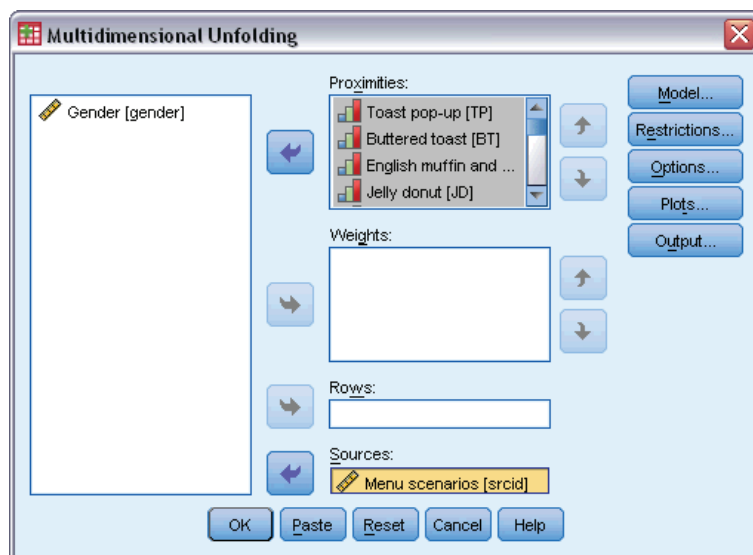 Multidimensional Unfolding
Gender [gender]
Proximities:
Toast pop-up [TP]
Buttered toast [BT]
English muffin and ...
Jelly donut [JD]
Weights:
Rows:
Sources:
Menu scenarios [srcid]
Model...
Restrictions...
Options...
Plots...
Output...
OK Paste Reset Cancel Help